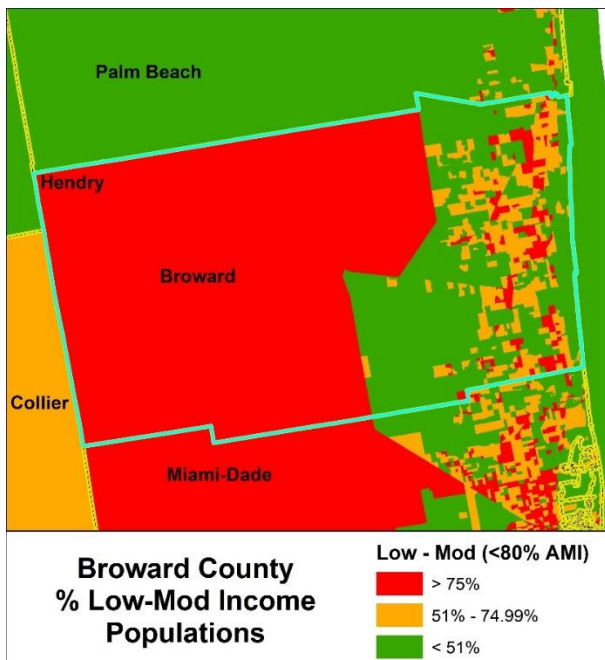 Palm Beach
Hendry
Broward
Collier
Miami-Dade
Broward County
% Low-Mod Income
Populations
Low - Mod (<80% AMI)
> 75%
51% - 74.99%
< 51%